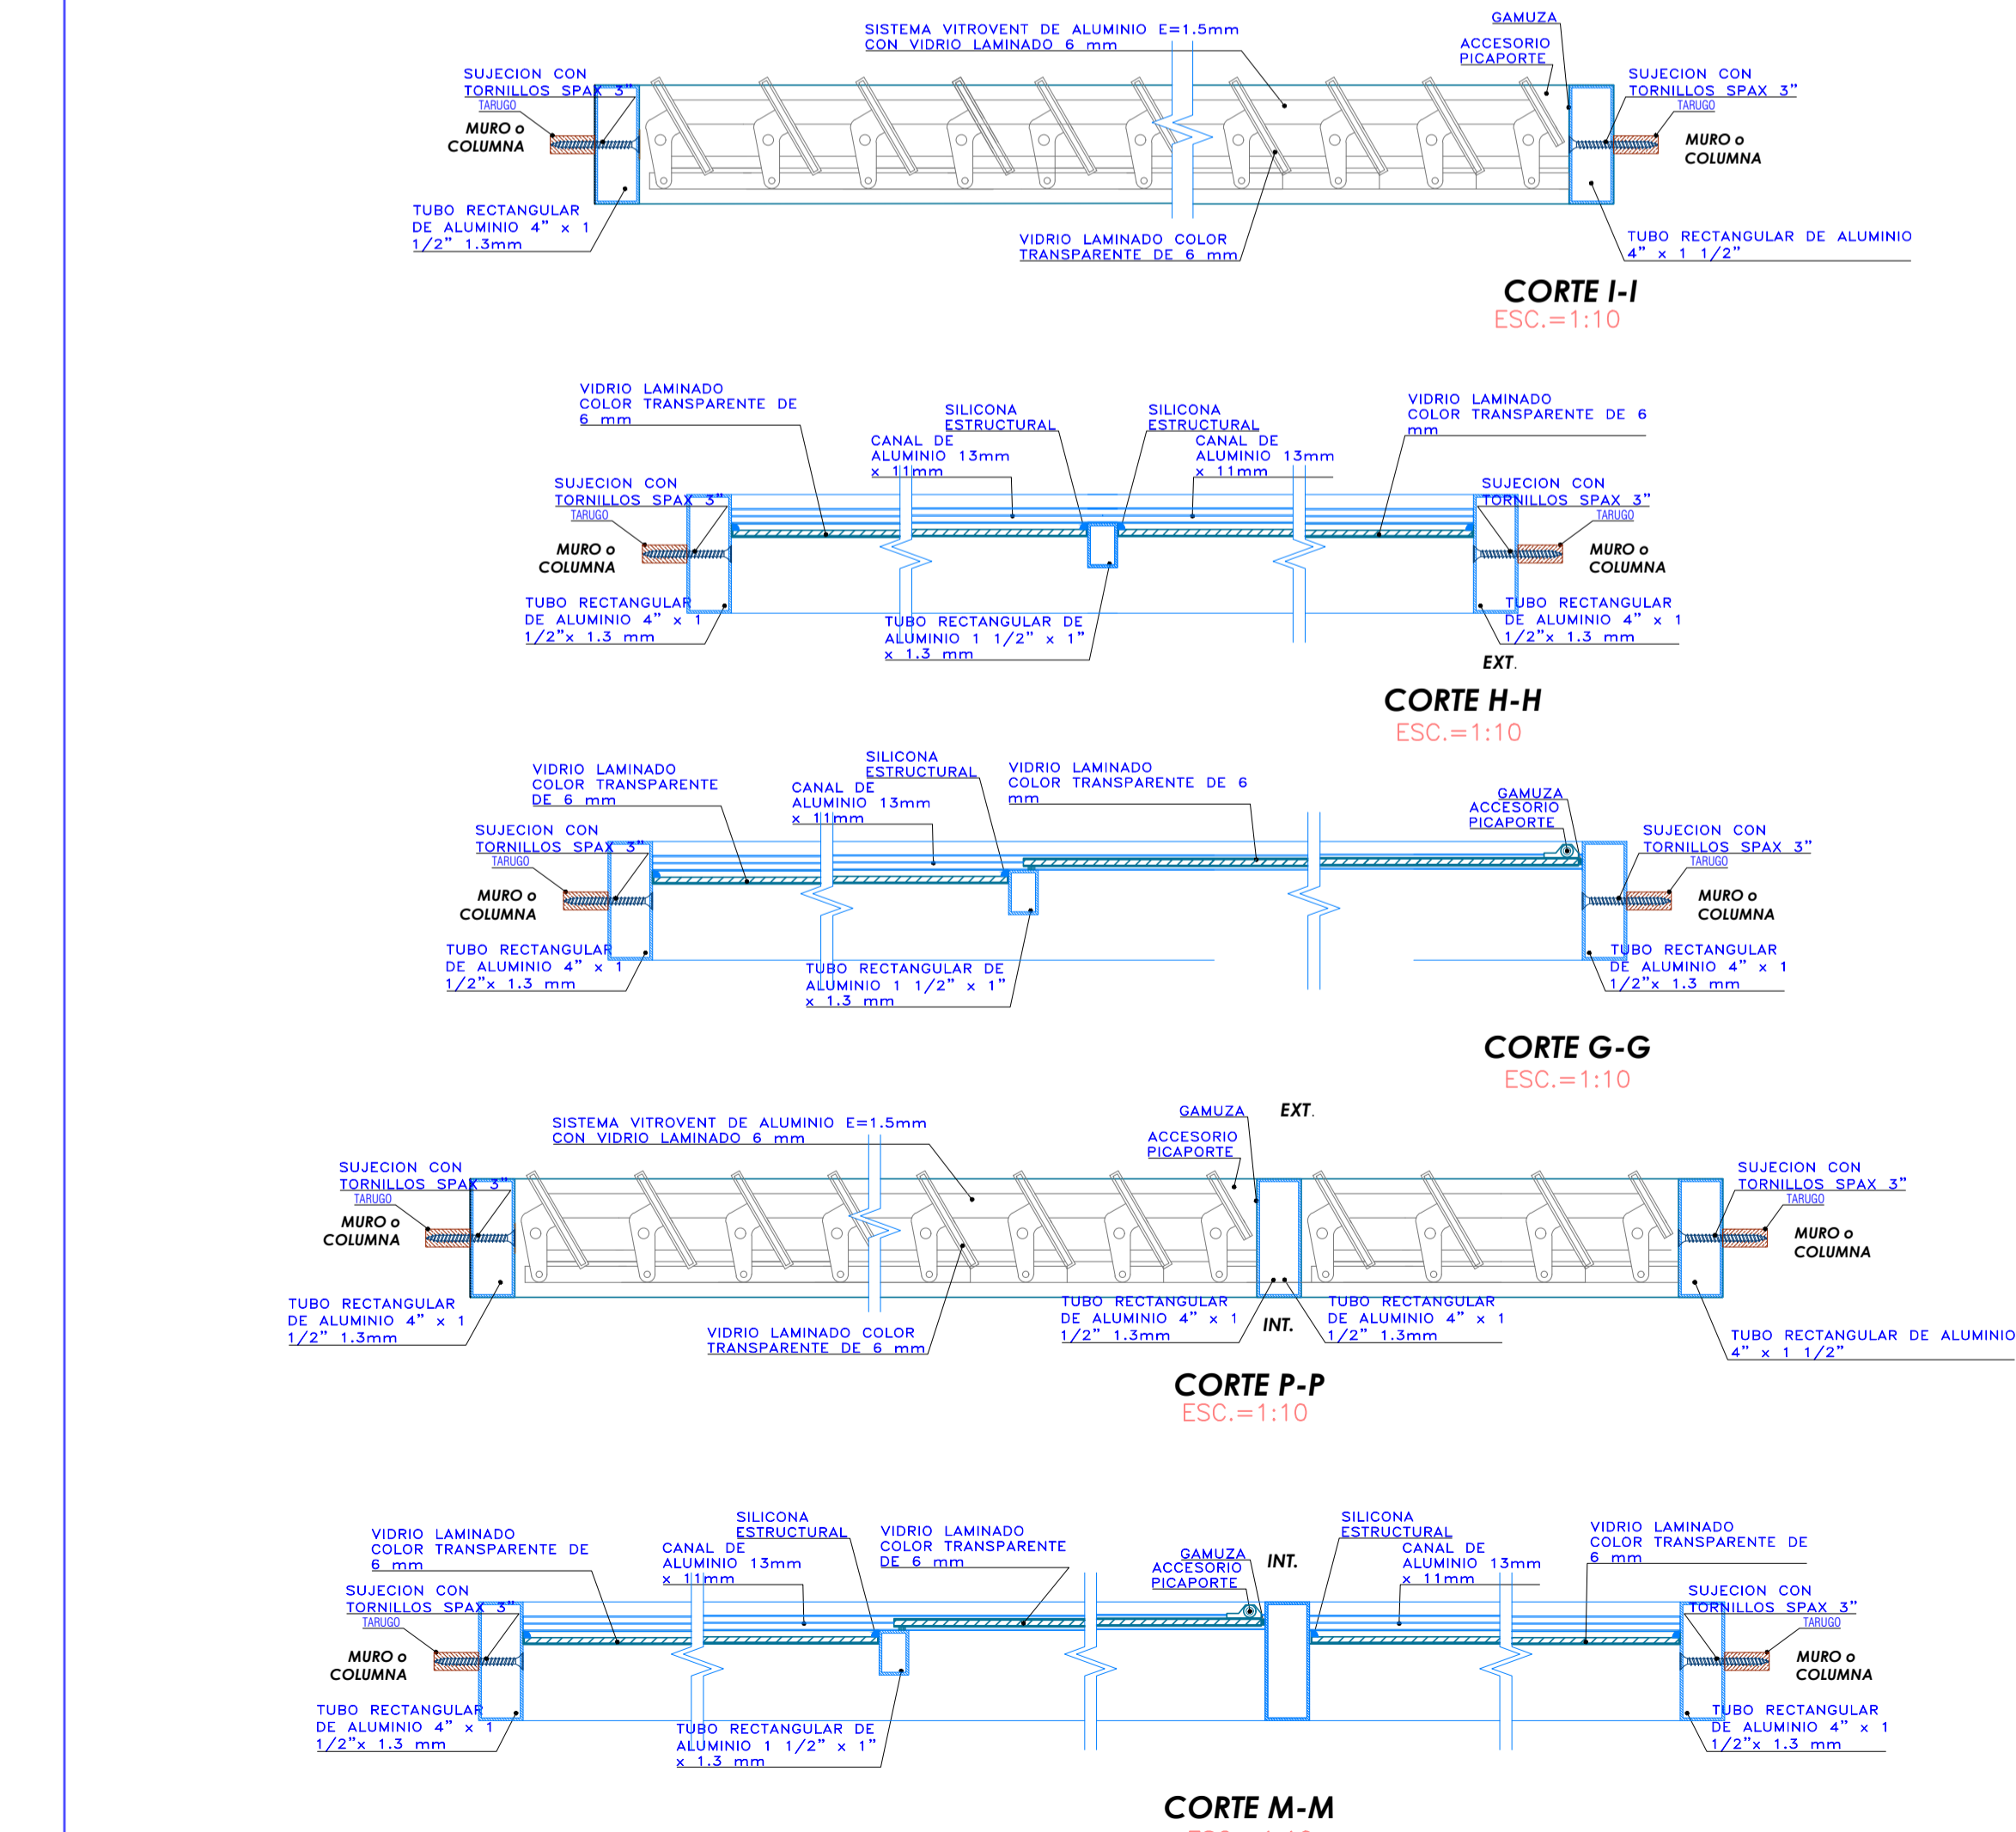 SISTEMA VITROVENT DE ALUMINIO E=1.5mm
CON VIDRIO LAMINADO 6 mm
GAMUZA
ACCESORIO
PICAPORTE
SUJECION CON
TORNILLOS SPAX 3"
TARUGO
MURO o
COLUMNA
SUJECION CON
TORNILLOS SPAX 3"
TARUGO
MURO o
COLUMNA
TUBO RECTANGULAR
DE ALUMINIO 4" x 1
1/2" 1.3mm
VIDRIO LAMINADO COLOR
TRANSPARENTE DE 6 mm
TUBO RECTANGULAR DE ALUMINIO
4" x 1 1/2"
CORTE I-I
ESC.=1:10
VIDRIO LAMINADO
COLOR TRANSPARENTE DE
6 mm
SILICONA
ESTRUCTURAL
CANAL DE
ALUMINIO 13mm
x 11mm
SILICONA
ESTRUCTURAL
CANAL DE
ALUMINIO 13mm
x 11mm
VIDRIO LAMINADO
COLOR TRANSPARENTE DE 6
mm
SUJECION CON
TORNILLOS SPAX 3"
TARUGO
MURO o
COLUMNA
SUJECION CON
TORNILLOS SPAX 3"
TARUGO
MURO o
COLUMNA
TUBO RECTANGULAR
DE ALUMINIO 4" x 1
1/2"x 1.3 mm
TUBO RECTANGULAR DE
ALUMINIO 1 1/2" x 1"
x 1.3 mm
TUBO RECTANGULAR
DE ALUMINIO 4" x 1
1/2"x 1.3 mm
EXT.
CORTE H-H
ESC.=1:10
VIDRIO LAMINADO
COLOR TRANSPARENTE
DE 6 mm
SILICONA
ESTRUCTURAL
CANAL DE
ALUMINIO 13mm
x 11mm
VIDRIO LAMINADO
COLOR TRANSPARENTE DE 6
mm
GAMUZA
ACCESORIO
PICAPORTE
SUJECION CON
TORNILLOS SPAX 3"
TARUGO
MURO o
COLUMNA
SUJECION CON
TORNILLOS SPAX 3"
TARUGO
MURO o
COLUMNA
TUBO RECTANGULAR
DE ALUMINIO 4" x 1
1/2"x 1.3 mm
TUBO RECTANGULAR DE
ALUMINIO 1 1/2" x 1"
x 1.3 mm
TUBO RECTANGULAR
DE ALUMINIO 4" x 1
1/2"x 1.3 mm
CORTE G-G
ESC.=1:10
SISTEMA VITROVENT DE ALUMINIO E=1.5mm
CON VIDRIO LAMINADO 6 mm
GAMUZA
EXT.
ACCESORIO
PICAPORTE
SUJECION CON
TORNILLOS SPAX 3"
TARUGO
MURO o
COLUMNA
SUJECION CON
TORNILLOS SPAX 3"
TARUGO
MURO o
COLUMNA
TUBO RECTANGULAR
DE ALUMINIO 4" x 1
1/2" 1.3mm
VIDRIO LAMINADO COLOR
TRANSPARENTE DE 6 mm
TUBO RECTANGULAR
DE ALUMINIO 4" x 1
1/2" 1.3mm
INT.
TUBO RECTANGULAR
DE ALUMINIO 4" x 1
1/2" 1.3mm
TUBO RECTANGULAR DE ALUMINIO
4" x 1 1/2"
CORTE P-P
ESC.=1:10
VIDRIO LAMINADO
COLOR TRANSPARENTE DE
6 mm
SILICONA
ESTRUCTURAL
CANAL DE
ALUMINIO 13mm
x 11mm
VIDRIO LAMINADO
COLOR TRANSPARENTE
DE 6 mm
GAMUZA
ACCESORIO
PICAPORTE
INT.
SILICONA
ESTRUCTURAL
CANAL DE
ALUMINIO 13mm
x 11mm
VIDRIO LAMINADO
COLOR TRANSPARENTE DE
6 mm
SUJECION CON
TORNILLOS SPAX 3"
TARUGO
MURO o
COLUMNA
SUJECION CON
TORNILLOS SPAX 3"
TARUGO
MURO o
COLUMNA
TUBO RECTANGULAR
DE ALUMINIO 4" x 1
1/2"x 1.3 mm
TUBO RECTANGULAR DE
ALUMINIO 1 1/2" x 1"
x 1.3 mm
TUBO RECTANGULAR
DE ALUMINIO 4" x 1
1/2"x 1.3 mm
CORTE M-M